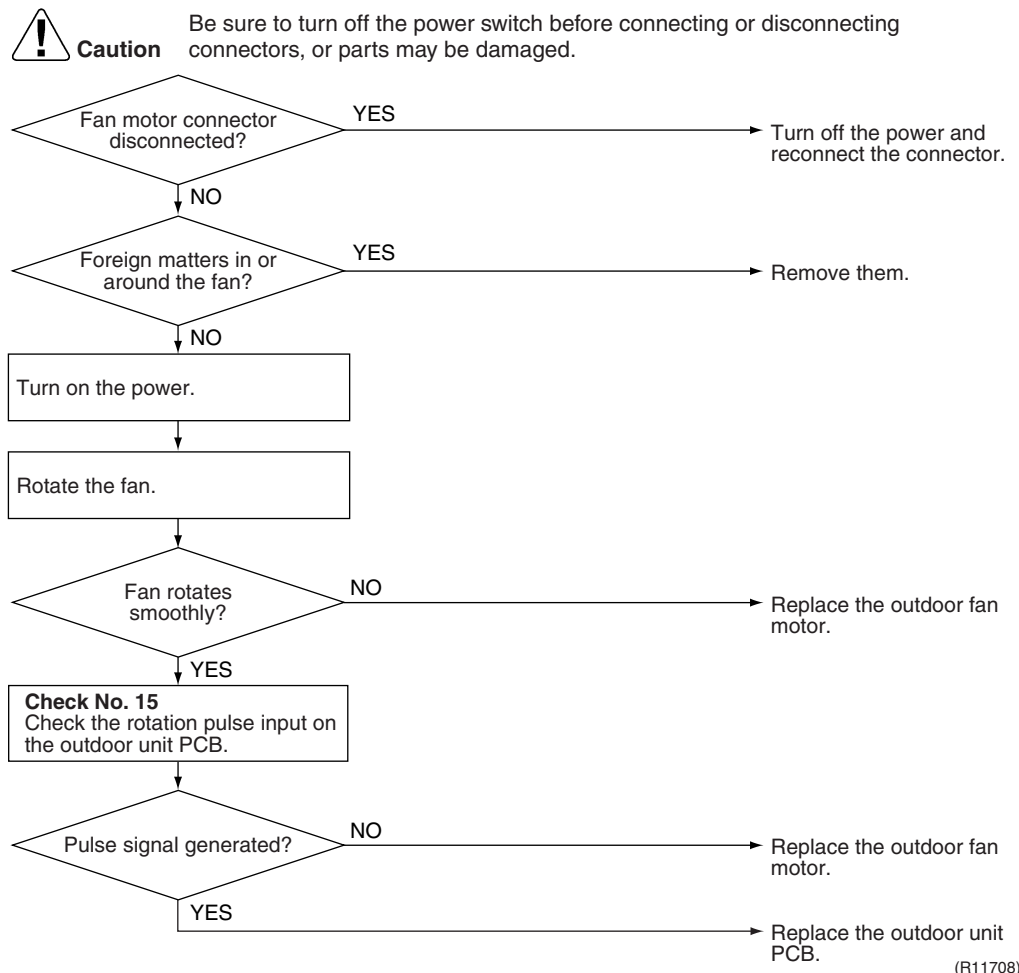 Caution
Be sure to turn off the power switch before connecting or disconnecting
connectors, or parts may be damaged.
Fan motor connector
disconnected?
YES
Turn off the power and
reconnect the connector.
NO
Foreign matters in or
around the fan?
YES
Remove them.
NO
Turn on the power.
Rotate the fan.
Fan rotates
smoothly?
NO
Replace the outdoor fan
motor.
YES
Check No. 15
Check the rotation pulse input on
the outdoor unit PCB.
Pulse signal generated?
NO
Replace the outdoor fan
motor.
YES
Replace the outdoor unit
PCB.
(R11708)